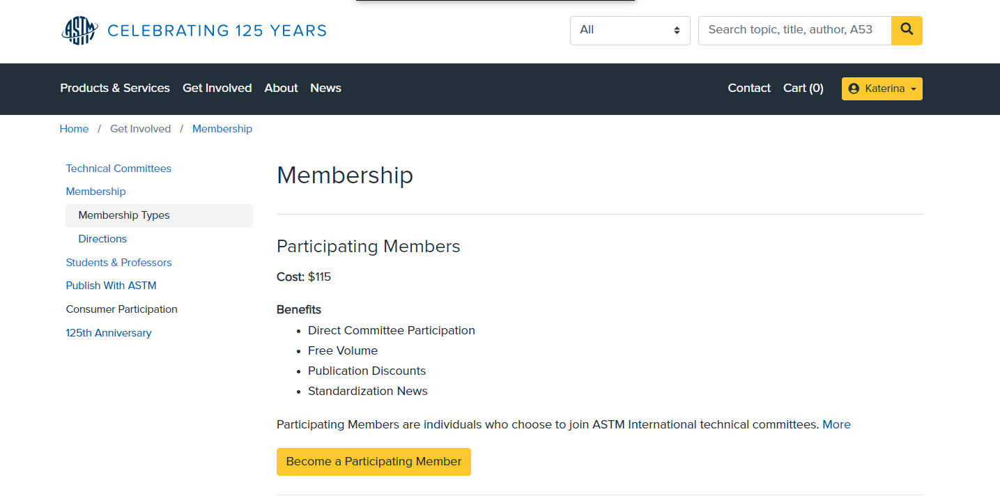 ASTM CELEBRATING 125 YEARS
All
Search topic, title, author, A53
Products & Services Get Involved About News
Contact Cart (0) Katerina
Home / Get Involved / Membership
Technical Committees
Membership
Membership Types
Directions
Students & Professors
Publish With ASTM
Consumer Participation
125th Anniversary
Membership
Participating Members
Cost: $115
Benefits
• Direct Committee Participation
• Free Volume
• Publication Discounts
• Standardization News
Participating Members are individuals who choose to join ASTM International technical committees. More
Become a Participating Member